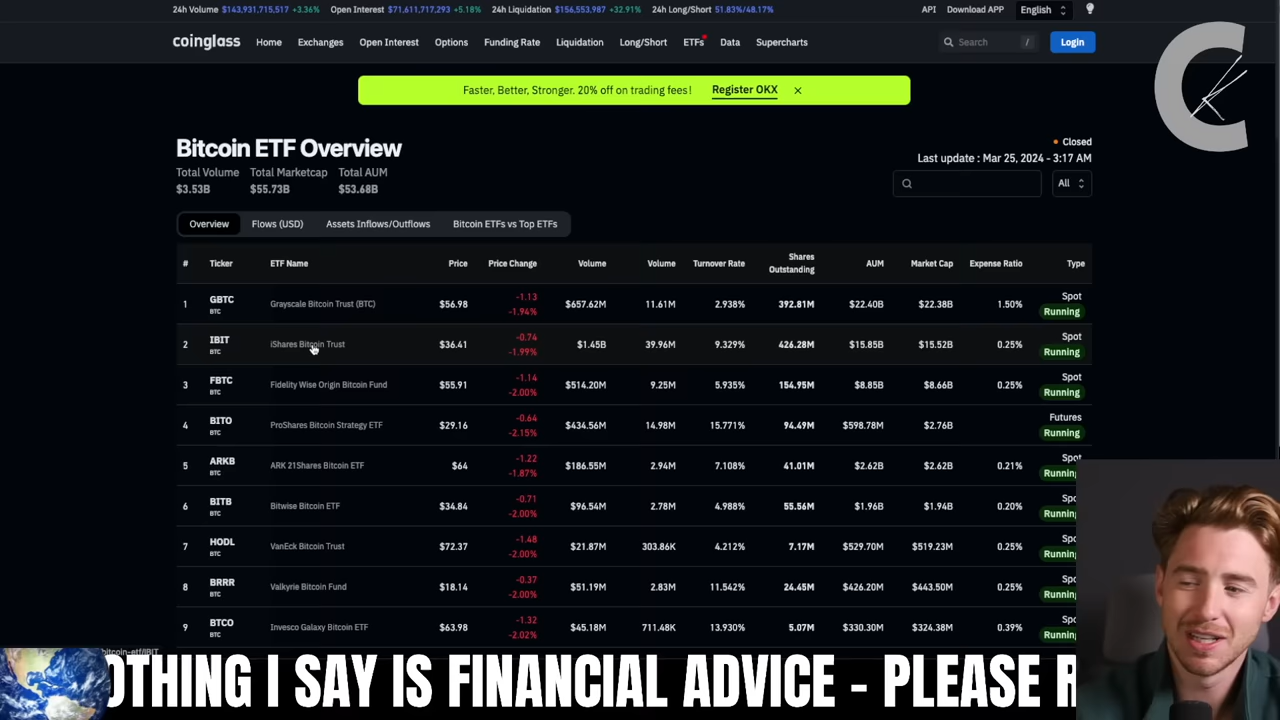 24h Volume $143,931,715,517 +3.36% Open Interest $71,611,717,293 +5.18% 24h Liquidation $156,553,987 +32.91% 24h Long/Short 51.83%/48.17% API Download APP English
coinglass Home Exchanges Open Interest Options Funding Rate Liquidation Long/Short ETFs Data Supercharts Search / Login
Faster, Better, Stronger. 20% off on trading fees! Register OKX ×
Bitcoin ETF Overview
Closed
Last update : Mar 25, 2024 - 3:17 AM
Total Volume Total Marketcap Total AUM
$3.53B $55.73B $53.68B
All
Overview Flows (USD) Assets Inflows/Outflows Bitcoin ETFs vs Top ETFs
# Ticker ETF Name Price Price Change Volume Volume Turnover Rate Shares Outstanding AUM Market Cap Expense Ratio Type
1 GBTC BTC Grayscale Bitcoin Trust (BTC) $56.98 -1.13 -1.94% $657.62M 11.61M 2.938% 392.81M $22.40B $22.38B 1.50% Spot Running
2 IBIT BTC iShares Bitcoin Trust $36.41 -0.74 -1.99% $1.45B 39.96M 9.329% 426.28M $15.85B $15.52B 0.25% Spot Running
3 FBTC BTC Fidelity Wise Origin Bitcoin Fund $55.91 -1.14 -2.00% $514.20M 9.25M 5.935% 154.95M $8.85B $8.66B 0.25% Spot Running
4 BITO BTC ProShares Bitcoin Strategy ETF $29.16 -0.64 -2.15% $434.56M 14.98M 15.771% 94.49M $598.78M $2.76B Futures Running
5 ARKB BTC ARK 21Shares Bitcoin ETF $64 -1.22 -1.87% $186.55M 2.94M 7.108% 41.01M $2.62B $2.62B 0.21% Spot Running
6 BITB BTC Bitwise Bitcoin ETF $34.84 -0.71 -2.00% $96.54M 2.78M 4.988% 55.56M $1.96B $1.94B 0.20% Running
7 HODL BTC VanEck Bitcoin Trust $72.37 -1.48 -2.00% $21.87M 303.86K 4.212% 7.17M $529.70M $519.23M 0.25% Running
8 BRRR BTC Valkyrie Bitcoin Fund $18.14 -0.37 -2.00% $51.19M 2.83M 11.542% 24.45M $426.20M $443.50M 0.25% Running
9 BTCO BTC Invesco Galaxy Bitcoin ETF $63.98 -1.32 -2.02% $45.18M 711.48K 13.930% 5.07M $330.30M $324.38M 0.39% Running
bitcoin-etf/IBIT
OTHING I SAY IS FINANCIAL ADVICE - PLEASE R